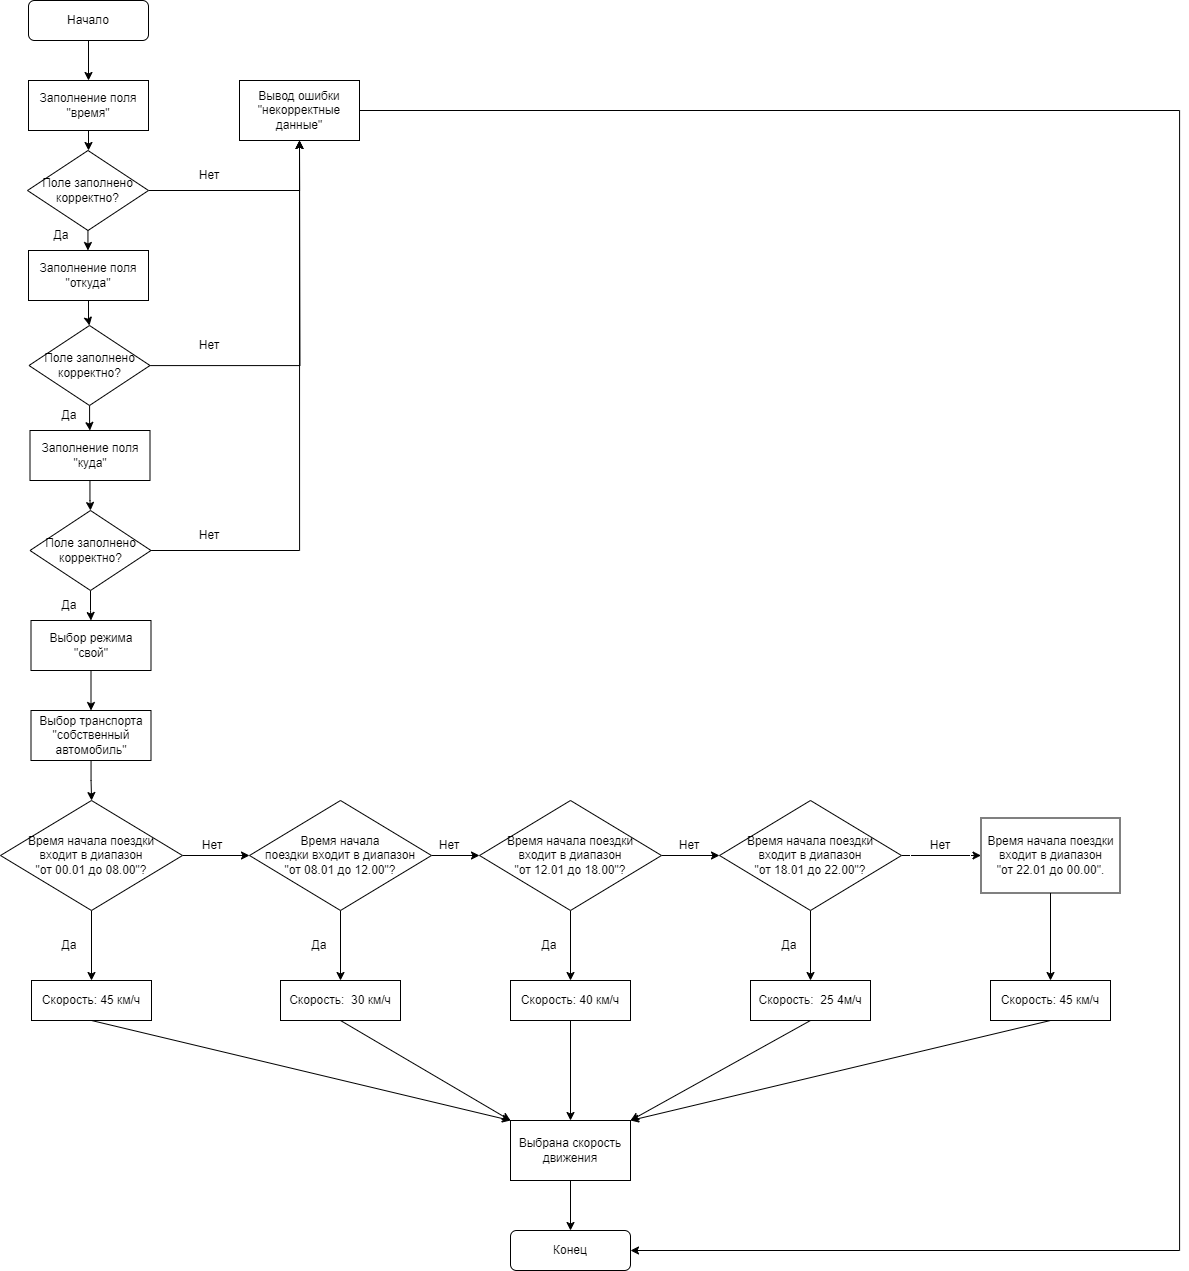 Начало
Заполнение поля
"время"
Вывод ошибки
"некорректные
данные"
Поле заполнено
корректно?
Нет
Да
Заполнение поля
"откуда"
Поле заполнено
корректно?
Нет
Да
Заполнение поля
"куда"
Поле заполнено
корректно?
Нет
Да
Выбор режима
"свой"
Выбор транспорта
"собственный
автомобиль"
Время начала поездки
входит в диапазон
"от 00.01 до 08.00"?
Нет
Время начала
поездки входит в диапазон
"от 08.01 до 12.00"?
Нет
Время начала поездки
входит в диапазон
"от 12.01 до 18.00"?
Нет
Время начала поездки
входит в диапазон
"от 18.01 до 22.00"?
Нет
Время начала поездки
входит в диапазон
"от 22.01 до 00.00".
Да
Да
Да
Да
Скорость: 45 км/ч
Скорость:  30 км/ч
Скорость: 40 км/ч
Скорость:  25 4м/ч
Скорость: 45 км/ч
Выбрана скорость
движения
Конец